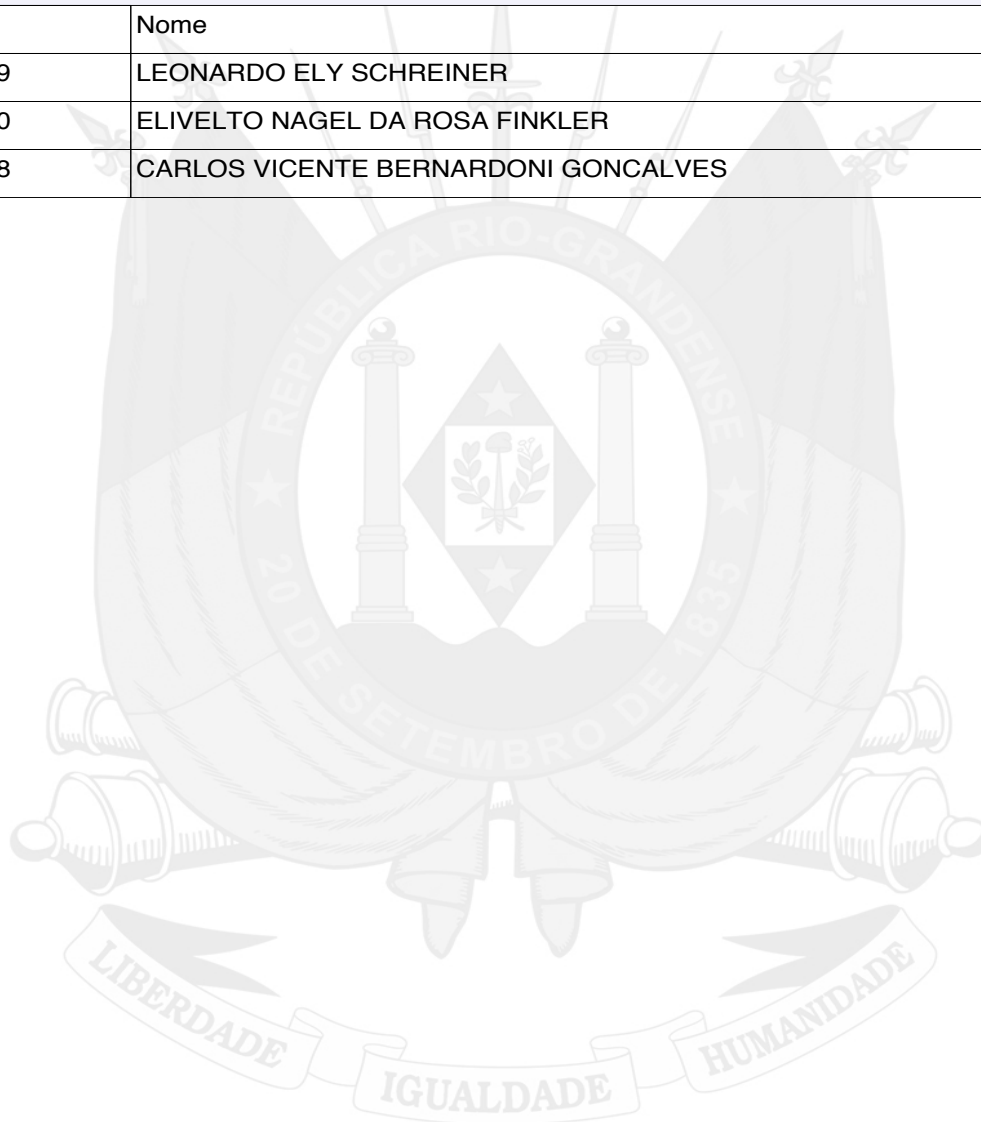 Nome
9 LEONARDO ELY SCHREINER
0 ELIVELTO NAGEL DA ROSA FINKLER
8 CARLOS VICENTE BERNARDONI GONCALVES
REPÚBLICA RIO-GRANDENSE
★ 20 DE SETEMBRO DE 1835 ★
LIBERDADE IGUALDADE HUMANIDADE